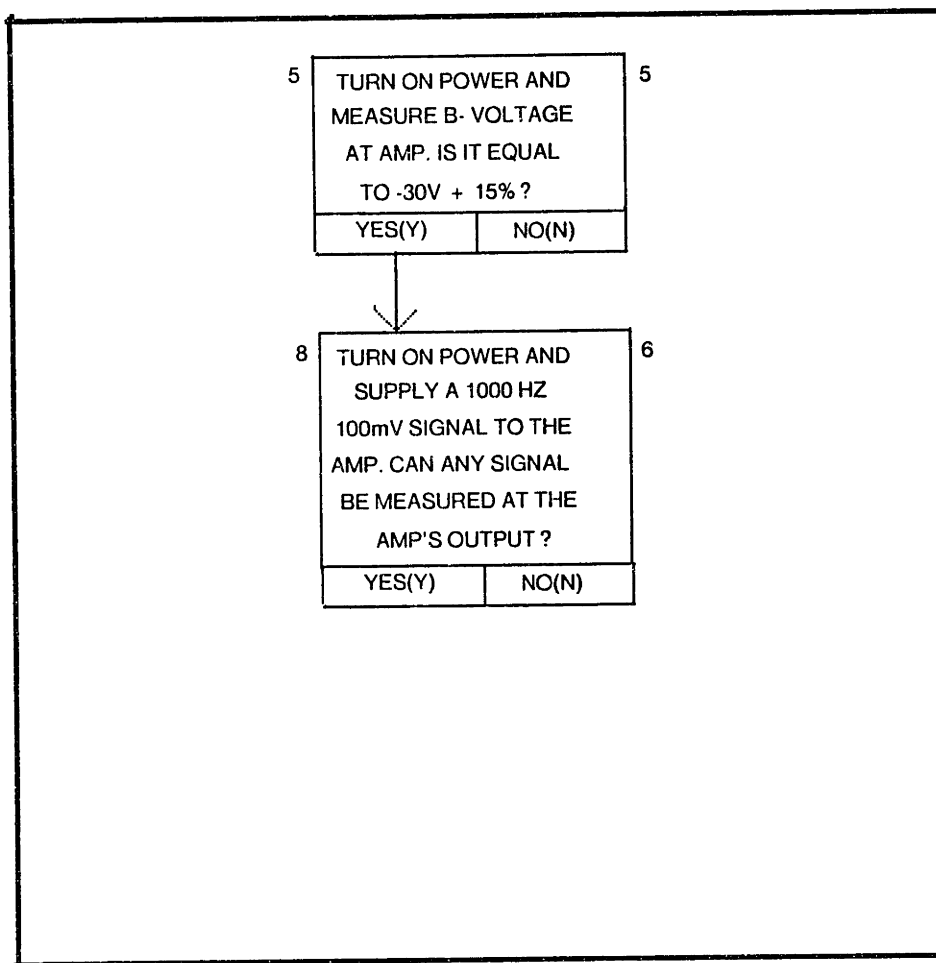 5
5
TURN ON POWER AND
MEASURE B- VOLTAGE
AT AMP. IS IT EQUAL
TO -30V + 15% ?
YES(Y) NO(N)
8
6
TURN ON POWER AND
SUPPLY A 1000 HZ
100mV SIGNAL TO THE
AMP. CAN ANY SIGNAL
BE MEASURED AT THE
AMP'S OUTPUT ?
YES(Y) NO(N)